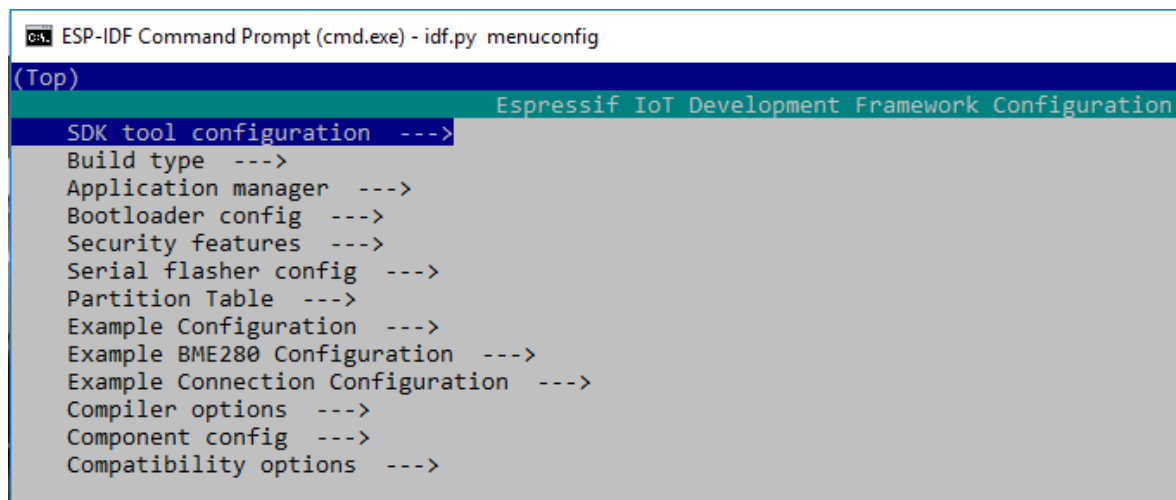 ESP-IDF Command Prompt (cmd.exe) - idf.py  menuconfig
(Top)
Espressif IoT Development Framework Configuration
SDK tool configuration  --->
Build type  --->
Application manager  --->
Bootloader config  --->
Security features  --->
Serial flasher config  --->
Partition Table  --->
Example Configuration  --->
Example BME280 Configuration  --->
Example Connection Configuration  --->
Compiler options  --->
Component config  --->
Compatibility options  --->